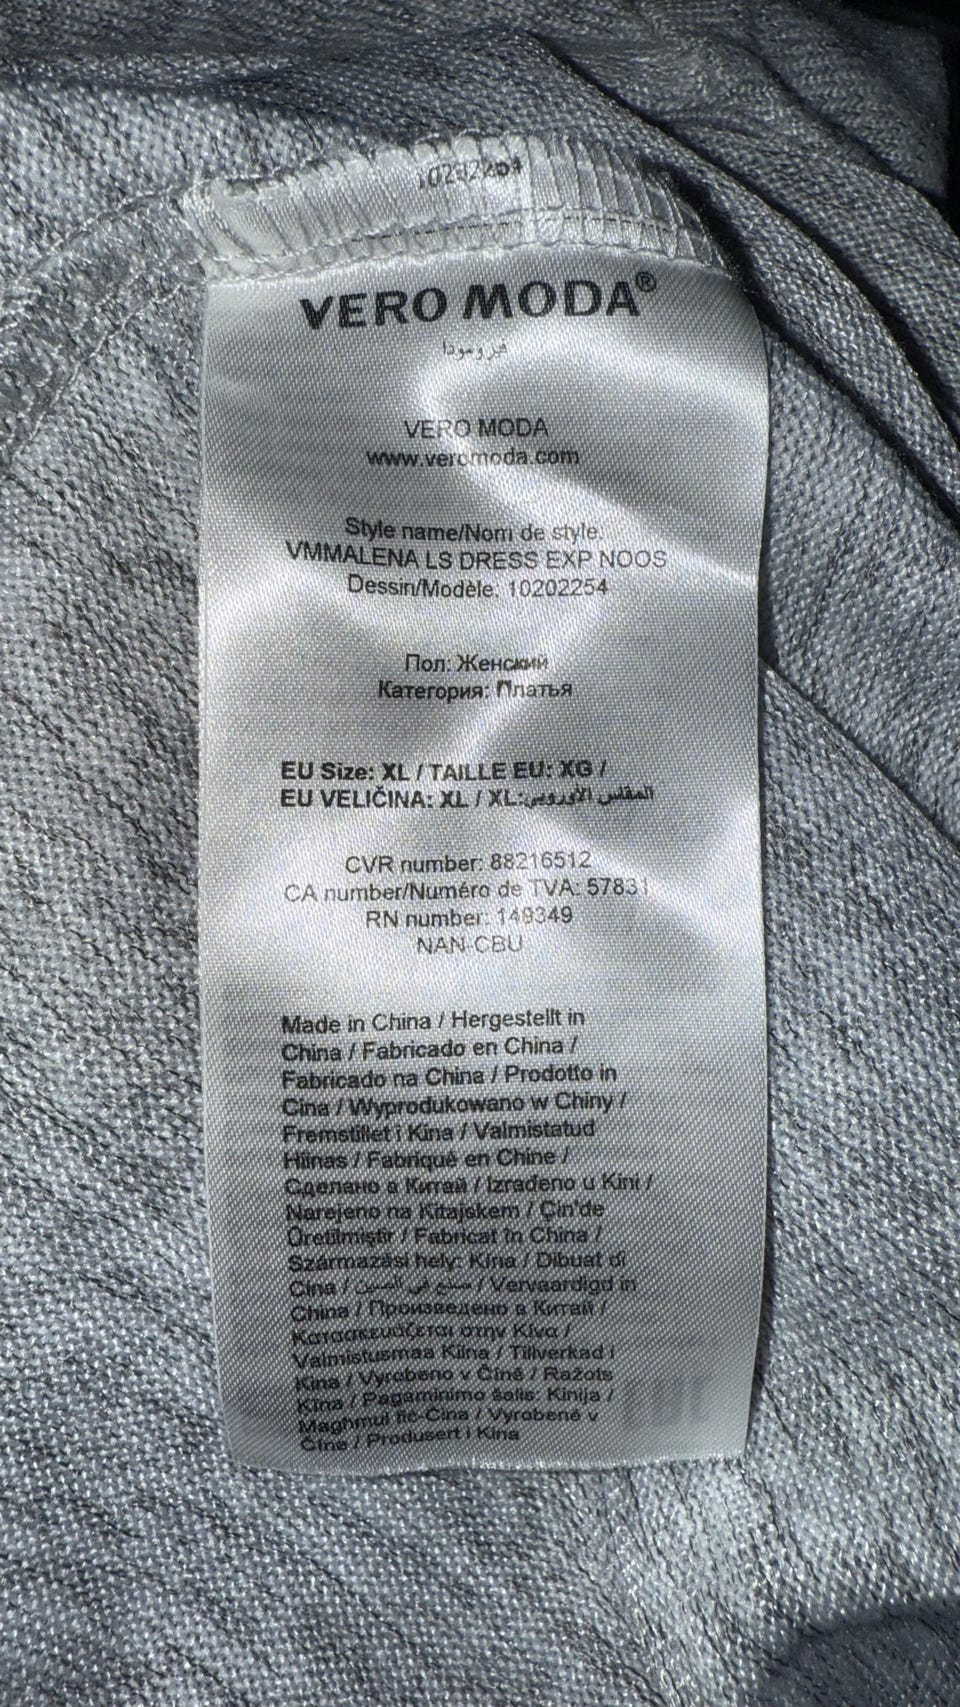 VERO MODA®
فيرومودا
VERO MODA
www.veromoda.com
Style name/Nom de style:
VMMALENA LS DRESS EXP NOOS
Dessin/Modèle: 10202254
Пол: Женский
Категория: Платья
EU Size: XL / TAILLE EU: XG /
EU VELIČINA: XL / XL:المقاس الأوروبي
CVR number: 88216512
CA number/Numéro de TVA: 57831
RN number: 149349
NAN-CBU
Made in China / Hergestellt in
China / Fabricado en China /
Fabricado na China / Prodotto in
Cina / Wyprodukowano w Chiny /
Fremstillet i Kina / Valmistatud
Hiinas / Fabriqué en Chine /
Сделано в Китай / Izrađeno u Kini /
Narejeno na Kitajskem / Çin'de
Üretilmiştir / Fabricat în China /
Származási hely: Kína / Dibuat di
Cina / صنع في الصين / Vervaardigd in
China / Произведено в Китай /
Κατασκευάζεται στην Κίνα /
Valmistusmaa Kiina / Tillverkad i
Kina / Vyrobeno v Číně / Ražots
Ķīna / Pagaminimo šalis: Kinija /
Magħmul fiċ-Ċina / Vyrobené v
Číne / Produsert i Kina